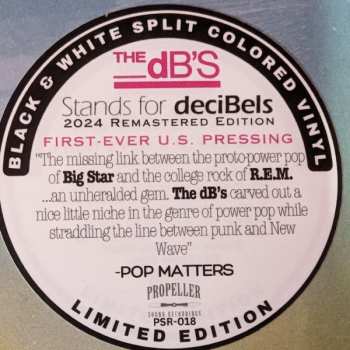 BLACK & WHITE SPLIT COLORED VINYL
THE dB'S
Stands for deciBels
2024 REMASTERED EDITION
FIRST-EVER U.S. PRESSING
"The missing link between the proto-power pop
of Big Star and the college rock of R.E.M.
...an unheralded gem. The dB's carved out a
nice little niche in the genre of power pop while
straddling the line between punk and New
Wave"
-POP MATTERS
PROPELLER
SOUND RECORDINGS
PSR-018
LIMITED EDITION